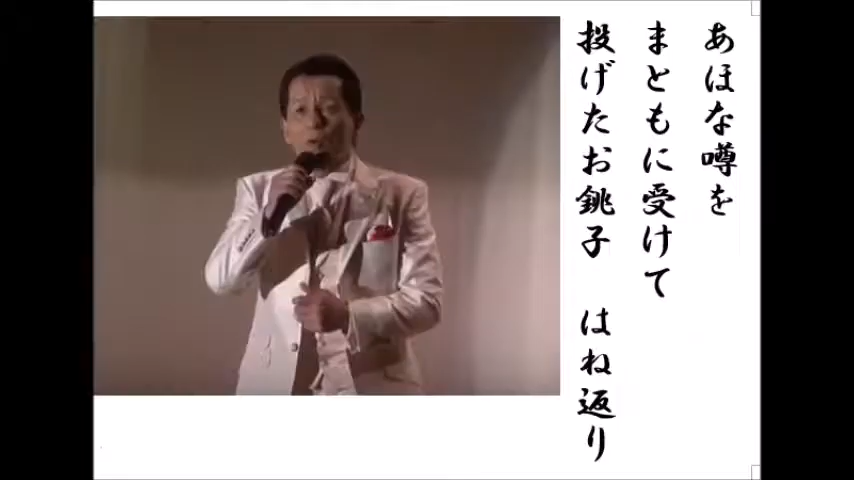 あほな噂を
まともに受けて
投げたお銚子　はね返り